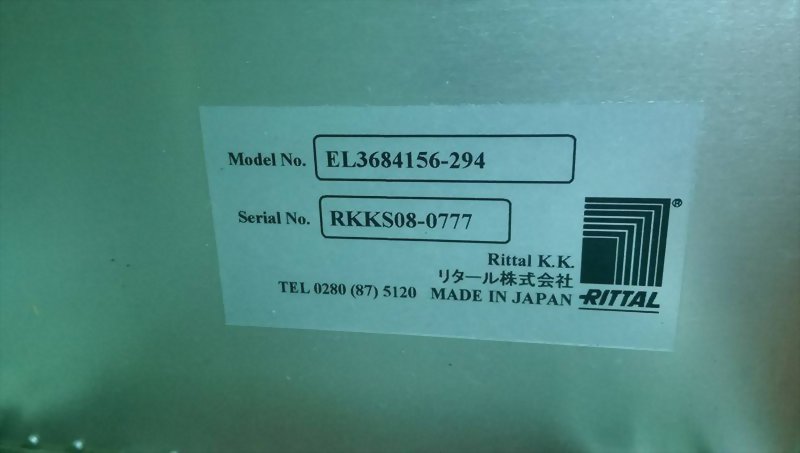 Model No. EL3684156-294
Serial No. RKKS08-0777
Rittal K.K.
リタール株式会社
TEL 0280 (87) 5120 MADE IN JAPAN
®
RITTAL